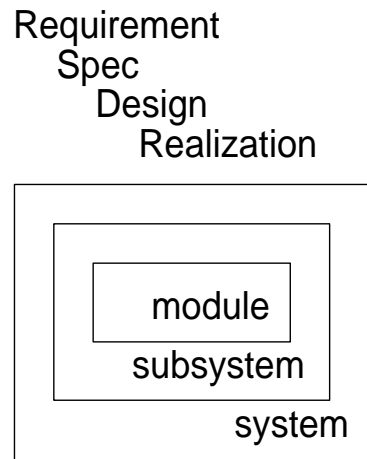 Requirement
Spec
Design
Realization
module
subsystem
system